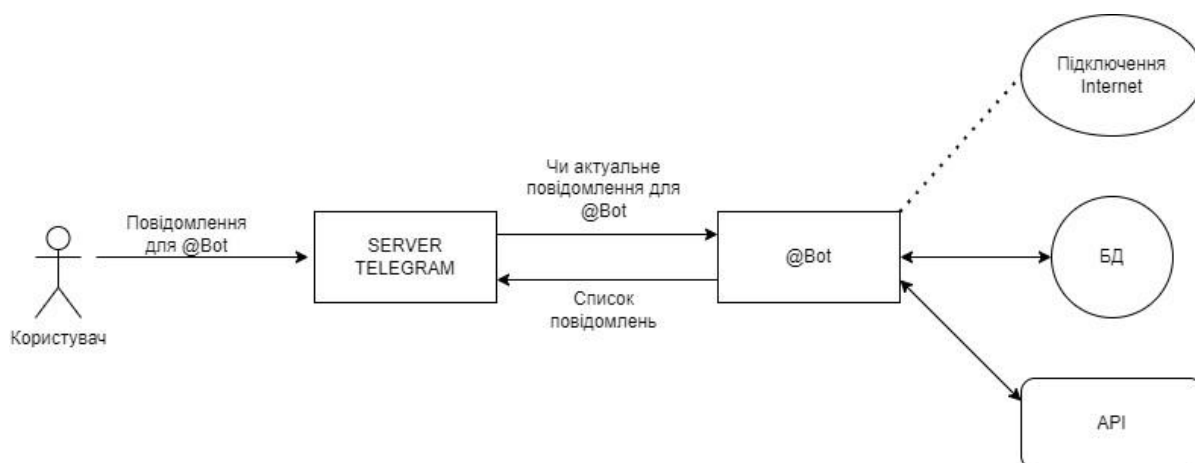 Підключення
Internet
Чи актуальне
повідомлення для
@Bot
Повідомлення
для @Bot
SERVER
TELEGRAM
@Bot
БД
Список
повідомлень
Користувач
API